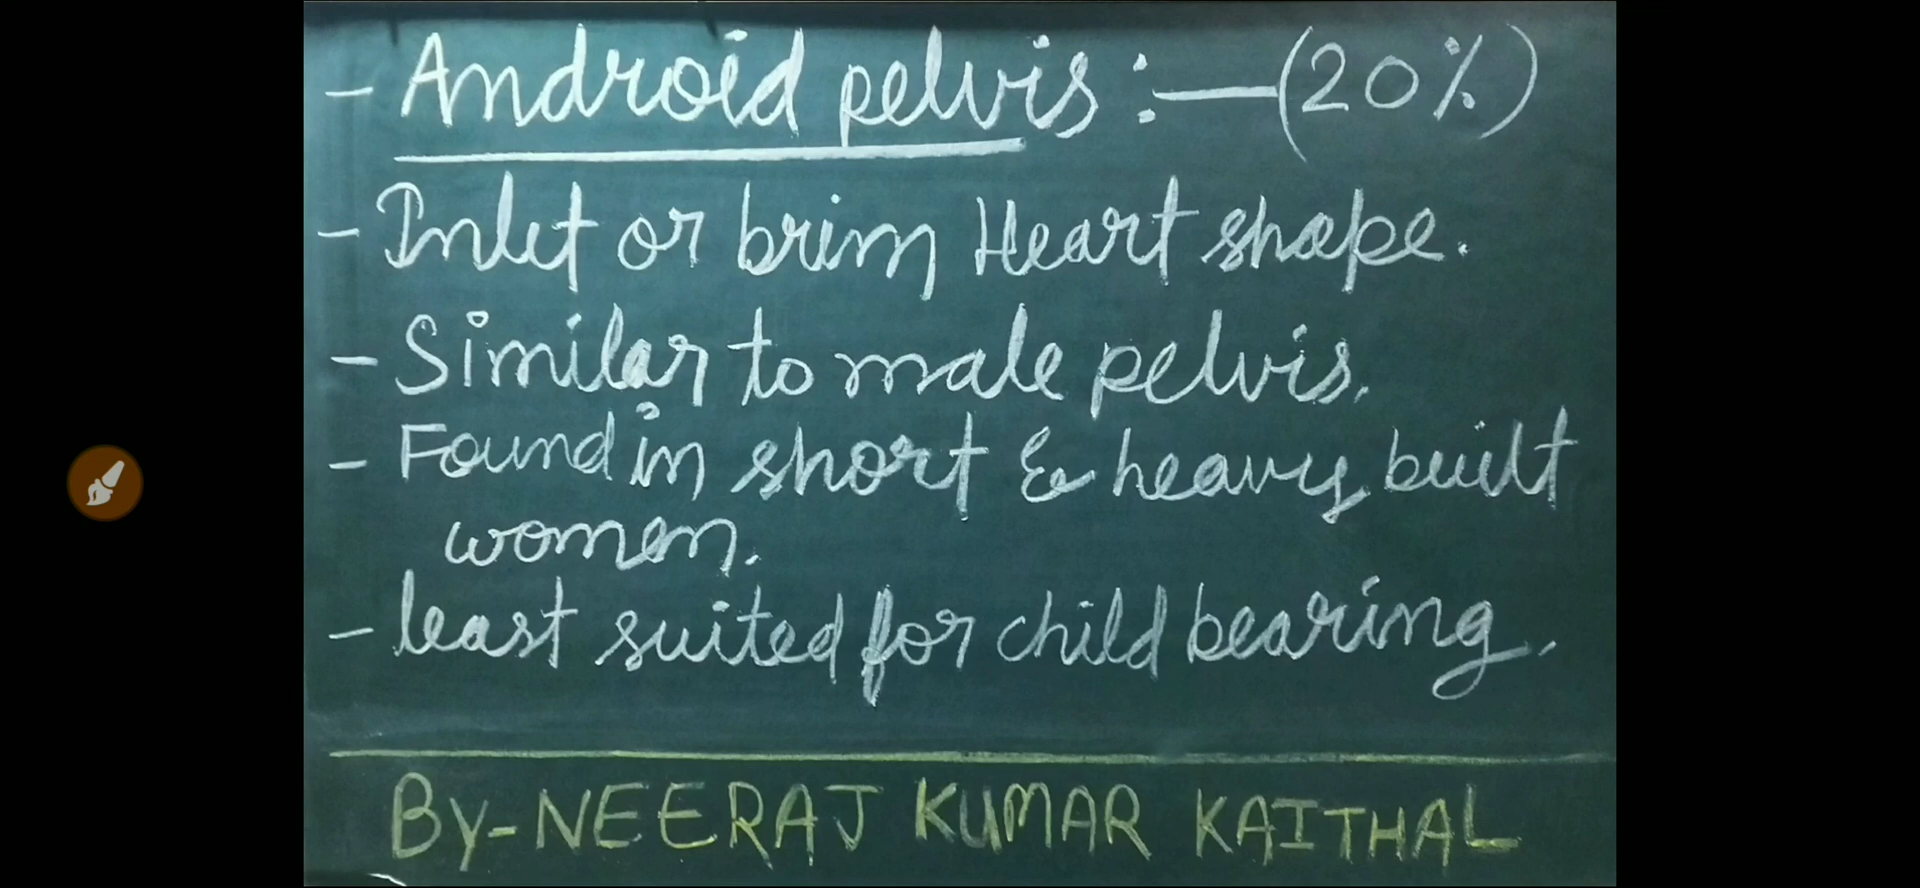 - Android pelvis :- (20%)
- Inlet or brim Heart shape.
- Similar to male pelvis.
- Found in short & heavy built
women.
- least suited for child bearing.
By-NEERAJ KUMAR KAITHAL